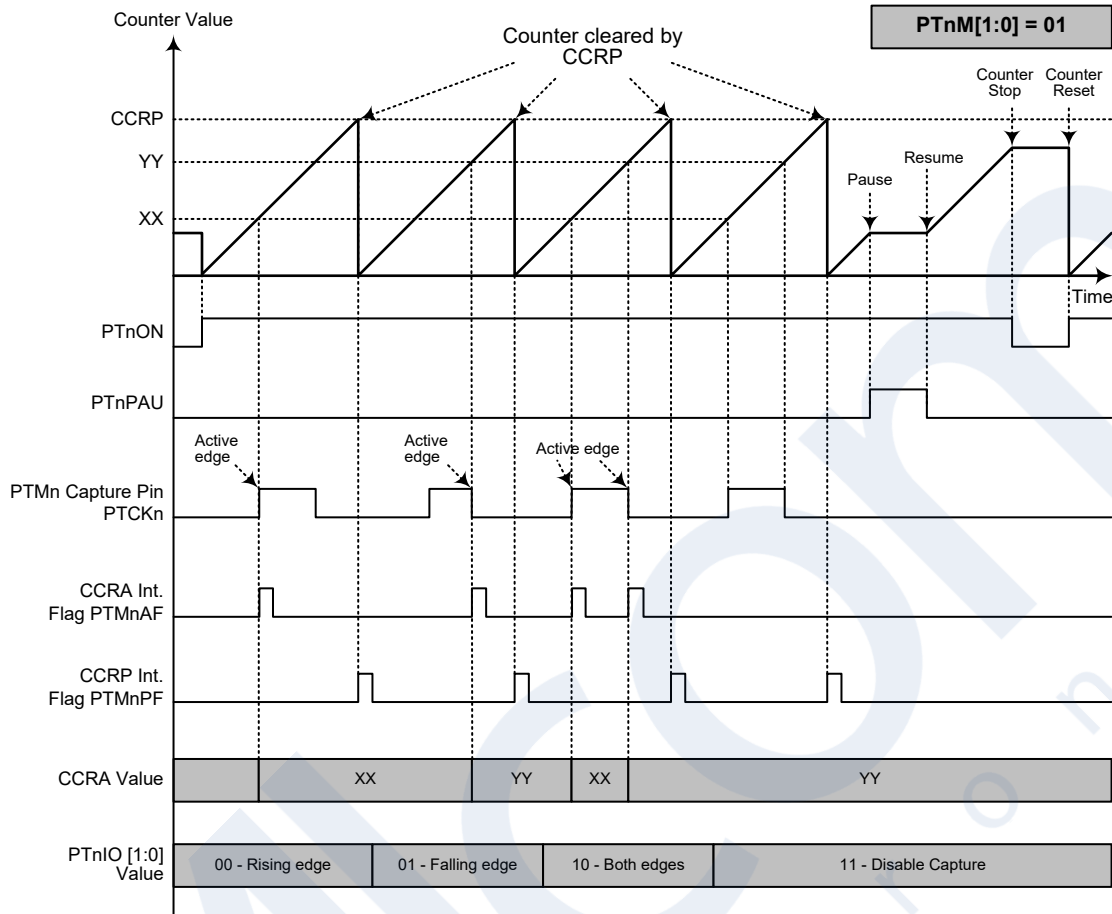 Counter Value
PTnM[1:0] = 01
Counter cleared by
CCRP
Counter
Stop
Counter
Reset
CCRP
YY
Resume
Pause
XX
Time
PTnON
PTnPAU
Active
edge
Active
edge
Active edge
PTMn Capture Pin
PTCKn
CCRA Int.
Flag PTMnAF
CCRP Int.
Flag PTMnPF
CCRA Value
XX
YY
XX
YY
PTnIO [1:0]
Value
00 - Rising edge
01 - Falling edge
10 - Both edges
11 - Disable Capture